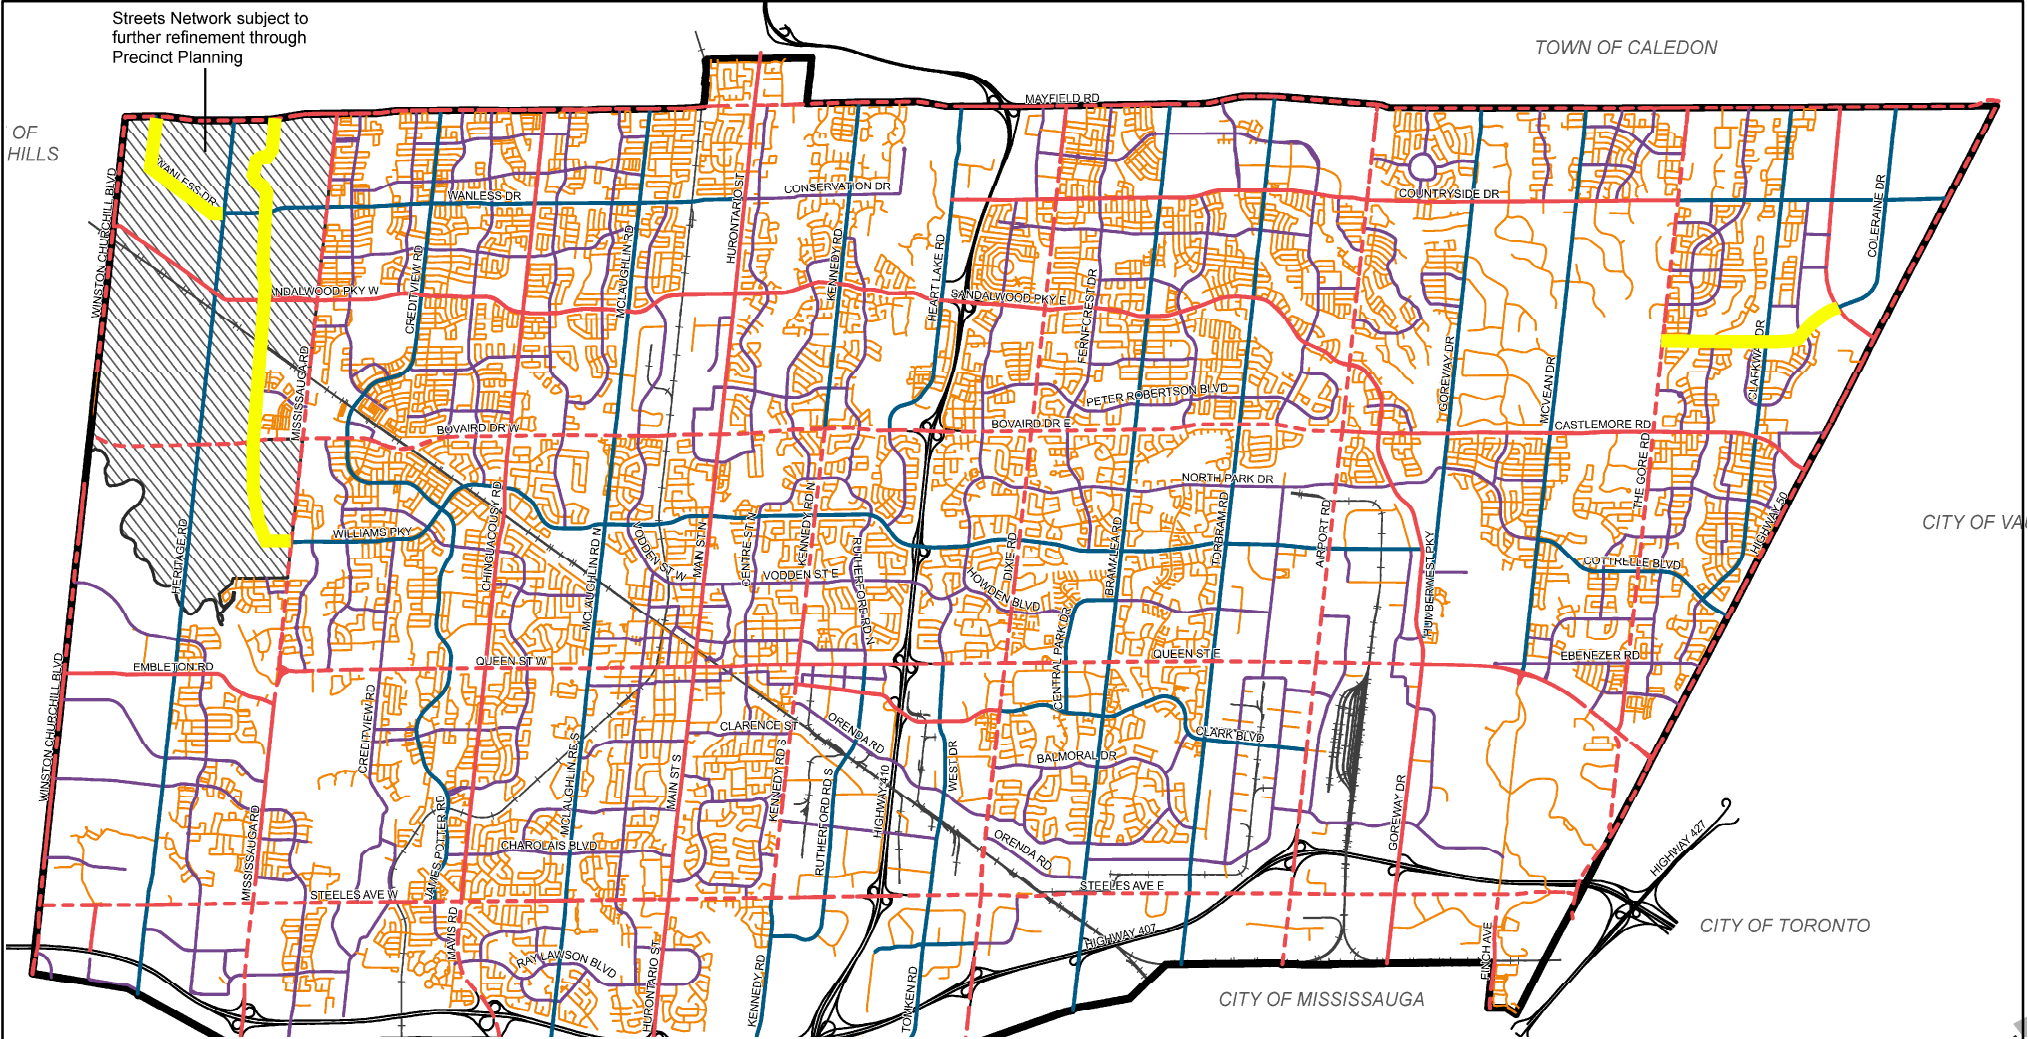 Streets Network subject to
further refinement through
Precinct Planning
TOWN OF CALEDON
MAYFIELD RD
OF
HILLS
WANLESS DR
WANLESS DR
CONSERVATION DR
COUNTRYSIDE DR
WINSTON CHURCHILL BLVD
HURONTARIO ST
COLERAINE DR
CREDITVIEW RD
MCLAUGHLIN RD
KENNEDY RD
HEART LAKE RD
ANDALWOOD PKY W
SANDALWOOD PKY E
FERNFOREST DR
MISSISSAUGA RD
GOREWAY DR
MCVEAN DR
CLARKWAY DR
PETER ROBERTSON BLVD
BOVAIRD DR W
BOVAIRD DR E
CASTLEMORE RD
THE GORE RD
NORTH PARK DR
HIGHWAY 50
CITY OF VAU
HERITAGE RD
WILLIAMS PKY
CHINGUACOUSY RD
MCLAUGHLIN RD N
VODDEN ST W
MAIN ST N
CENTRE ST N
KENNEDY RD N
RUTHERFORD RD N
VODDEN ST E
HOWDEN BLVD
DIXIE RD
BRAMALEA RD
TORBRAM RD
AIRPORT RD
HUMBERWEST PKY
COTTRELLE BLVD
CENTRAL PARK DR
EMBLETON RD
QUEEN ST W
QUEEN ST E
EBENEZER RD
WINSTON CHURCHILL BLVD
CREDITVIEW RD
CLARENCE ST
ORENDA RD
CLARK BLVD
MCLAUGHLIN RD S
MAIN ST S
KENNEDY RD S
RUTHERFORD RD S
HIGHWAY 410
WEST DR
BALMORAL DR
MISSISSAUGA RD
JAMES POTTER RD
CHAROLAIS BLVD
ORENDA RD
GOREWAY DR
HIGHWAY 427
STEELES AVE W
STEELES AVE E
CITY OF TORONTO
MAVIS RD
RAY LAWSON BLVD
HURONTARIO ST
KENNEDY RD
TOMKEN RD
HIGHWAY 407
FINCH AVE
CITY OF MISSISSAUGA